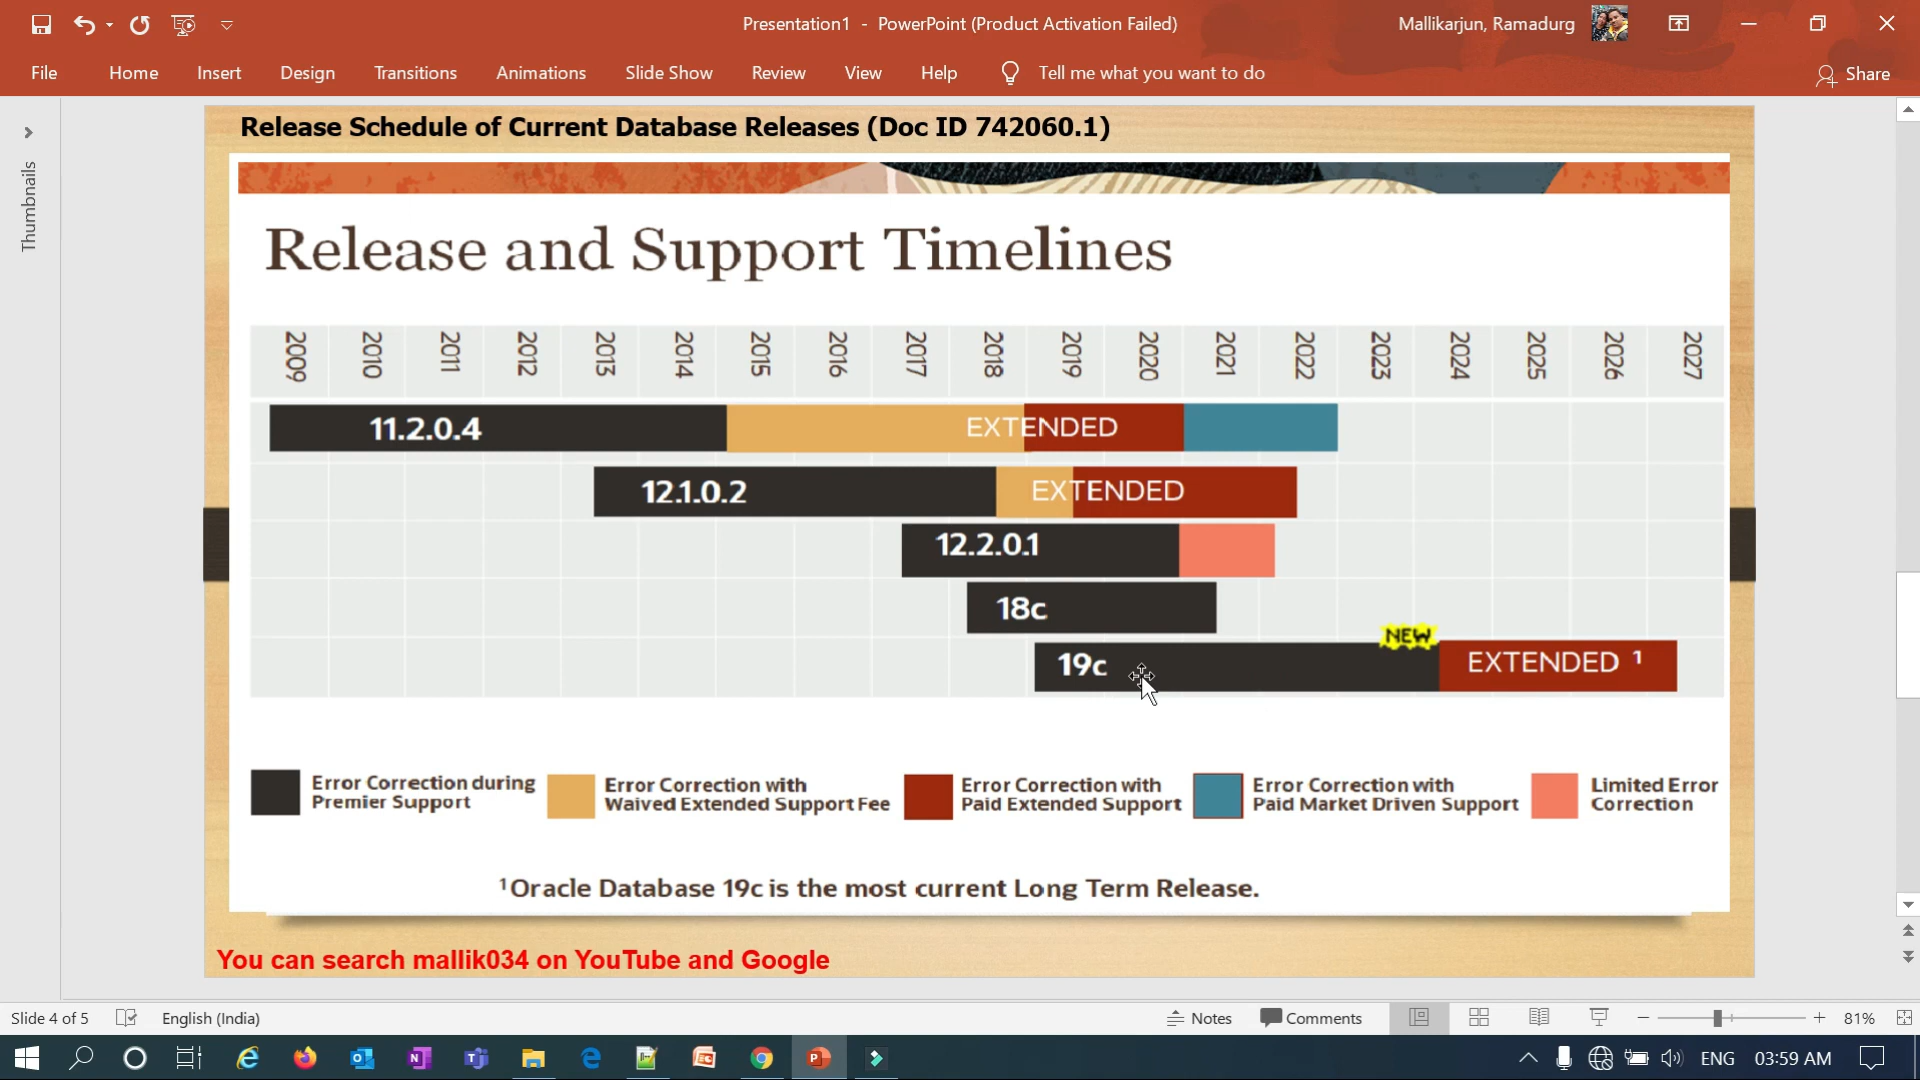 Presentation1 - PowerPoint (Product Activation Failed)
Mallikarjun, Ramadurg
File Home Insert Design Transitions Animations Slide Show Review View Help Tell me what you want to do Share
Thumbnails
Release Schedule of Current Database Releases (Doc ID 742060.1)
Release and Support Timelines
2009 2010 2011 2012 2013 2014 2015 2016 2017 2018 2019 2020 2021 2022 2023 2024 2025 2026 2027
11.2.0.4 EXTENDED
12.1.0.2 EXTENDED
12.2.0.1
18c
NEW
19c EXTENDED ¹
Error Correction during
Premier Support
Error Correction with
Waived Extended Support Fee
Error Correction with
Paid Extended Support
Error Correction with
Paid Market Driven Support
Limited Error
Correction
¹Oracle Database 19c is the most current Long Term Release.
You can search mallik034 on YouTube and Google
Slide 4 of 5 English (India) Notes Comments 81%
ENG 03:59 AM